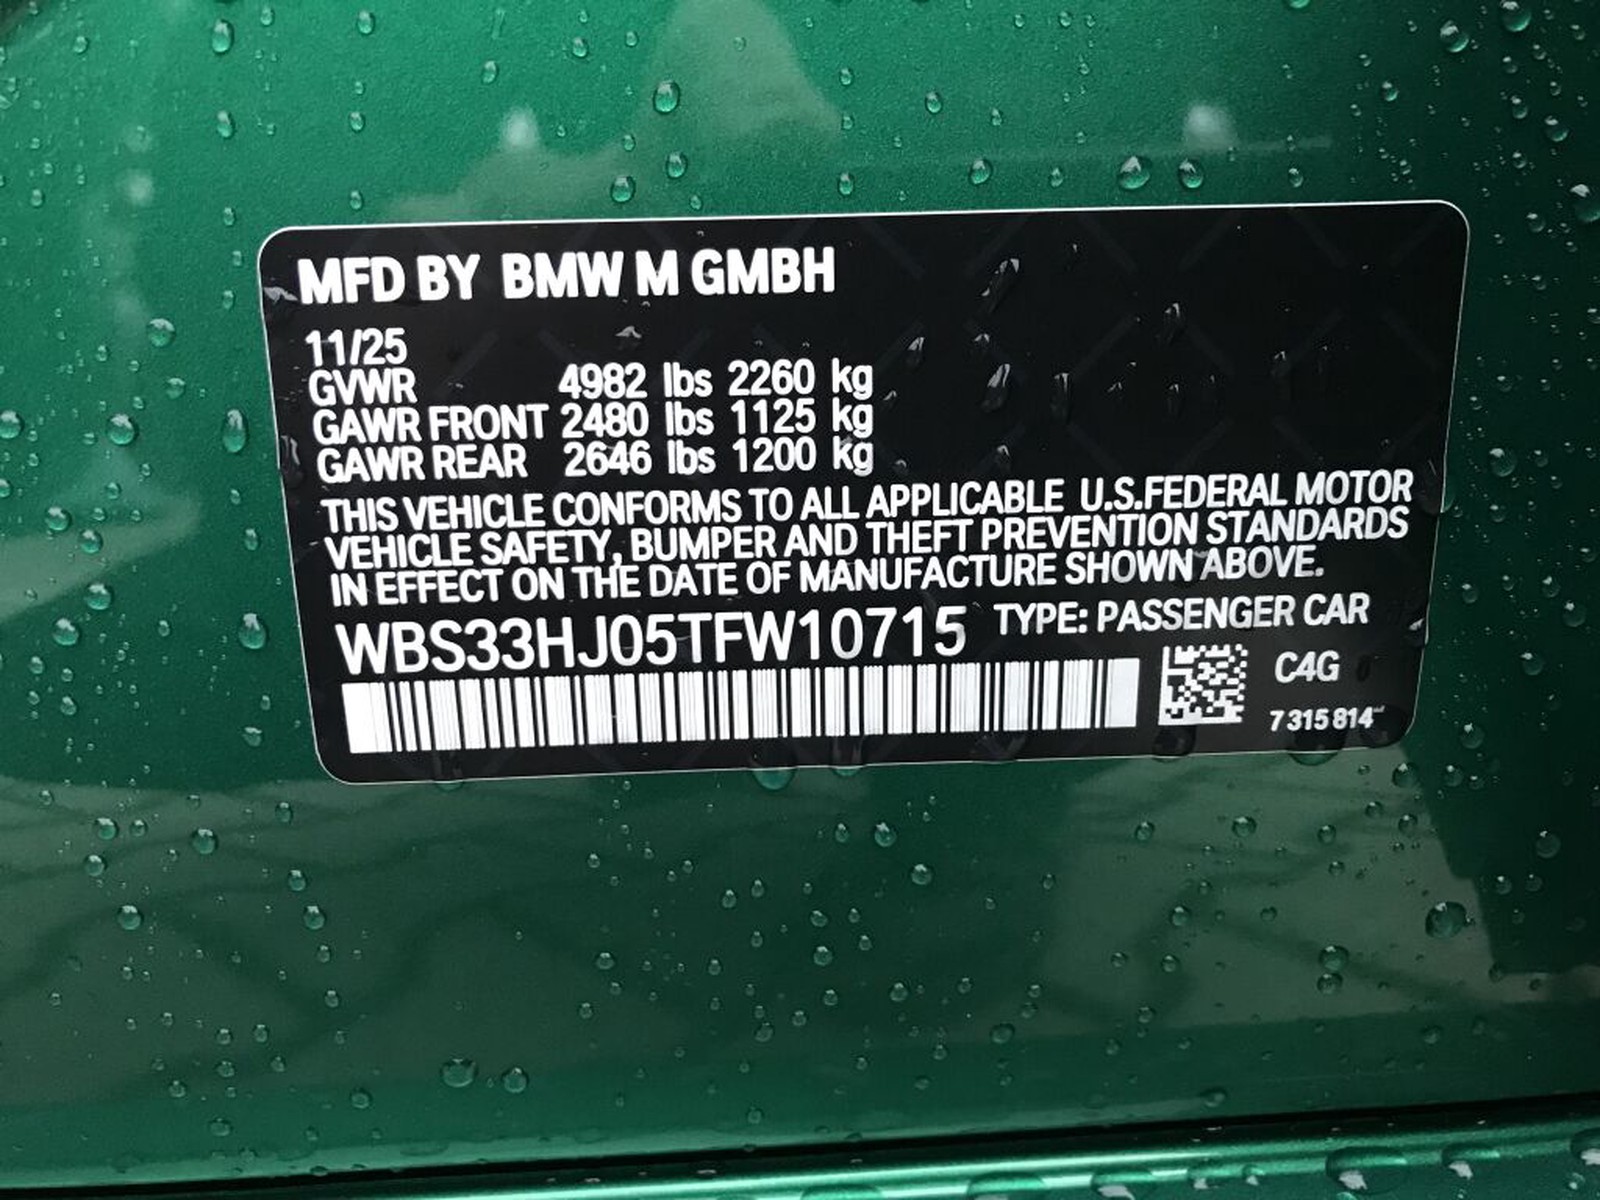 MFD BY BMW M GMBH
11/25
GVWR 4982 lbs 2260 kg
GAWR FRONT 2480 lbs 1125 kg
GAWR REAR 2646 lbs 1200 kg
THIS VEHICLE CONFORMS TO ALL APPLICABLE U.S.FEDERAL MOTOR
VEHICLE SAFETY, BUMPER AND THEFT PREVENTION STANDARDS
IN EFFECT ON THE DATE OF MANUFACTURE SHOWN ABOVE.
WBS33HJ05TFW10715 TYPE: PASSENGER CAR
C4G
7 315 814